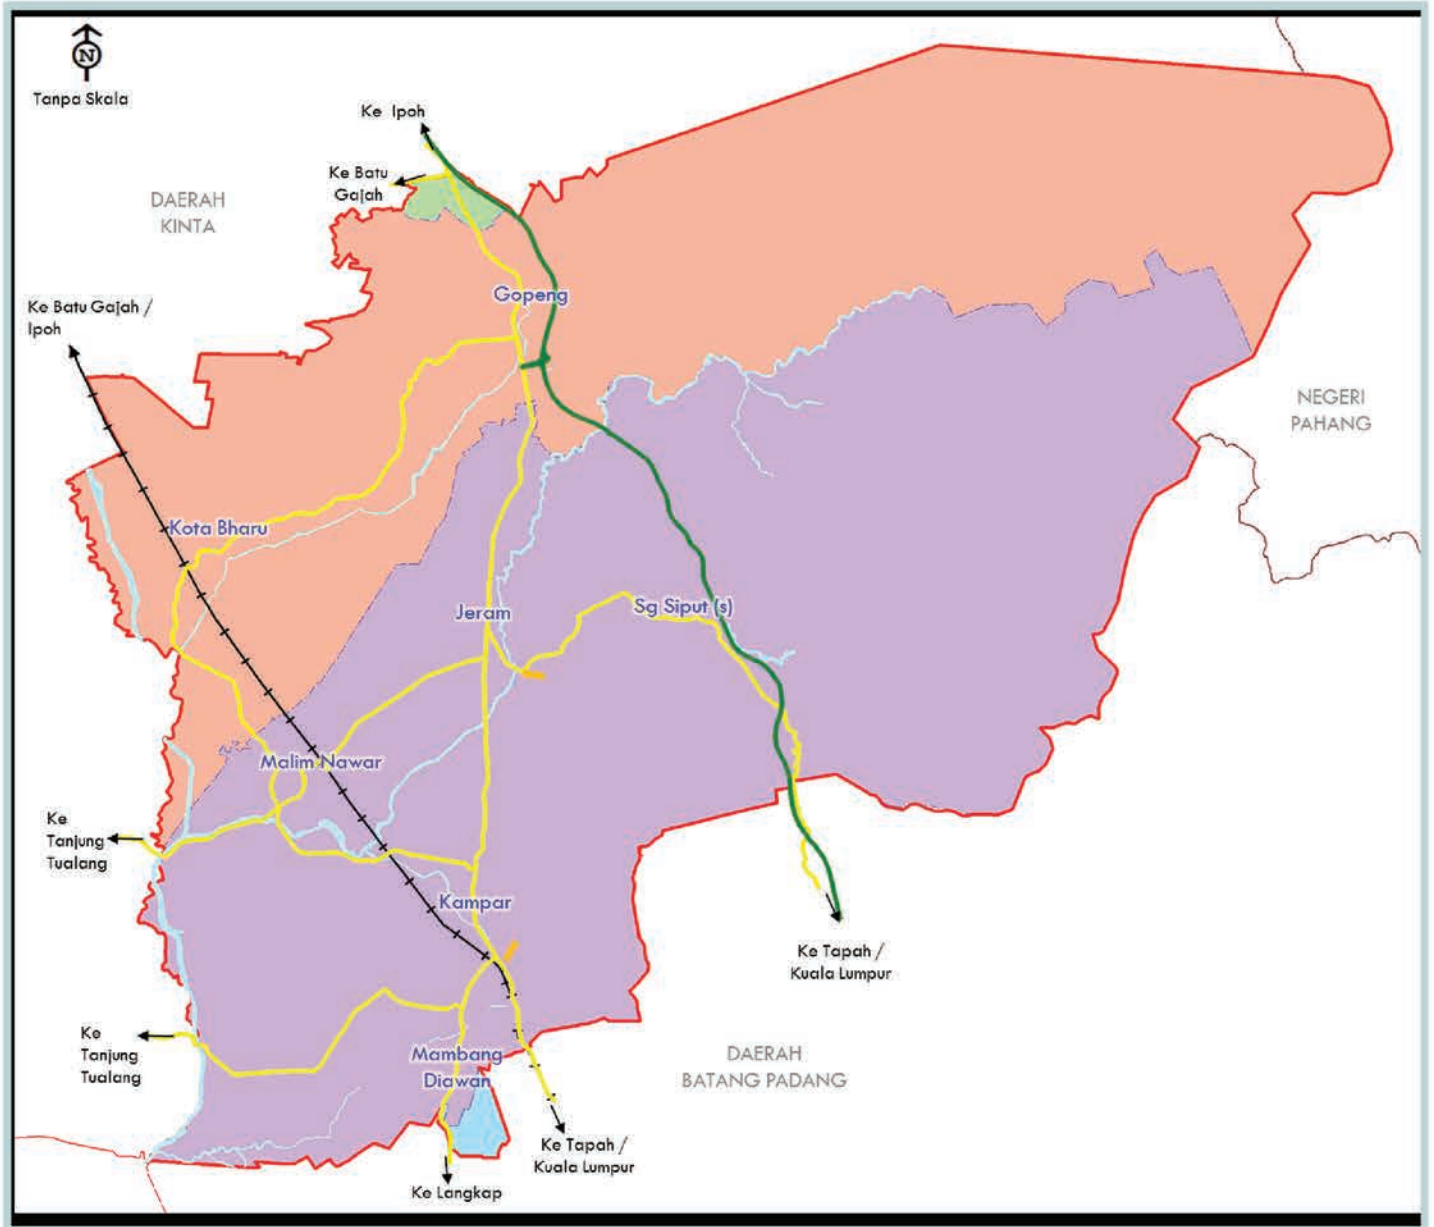 N
Tanpa Skala
Ke Ipoh
Ke Batu
Gajah
DAERAH
KINTA
Gopeng
Ke Batu Gajah /
Ipoh
NEGERI
PAHANG
Kota Bharu
Jeram
Sg Siput (s)
Malim Nawar
Ke
Tanjung
Tualang
Kampar
Ke Tapah /
Kuala Lumpur
Ke
Tanjung
Tualang
Mambang
Diawan
DAERAH
BATANG PADANG
Ke Tapah /
Kuala Lumpur
Ke Langkap